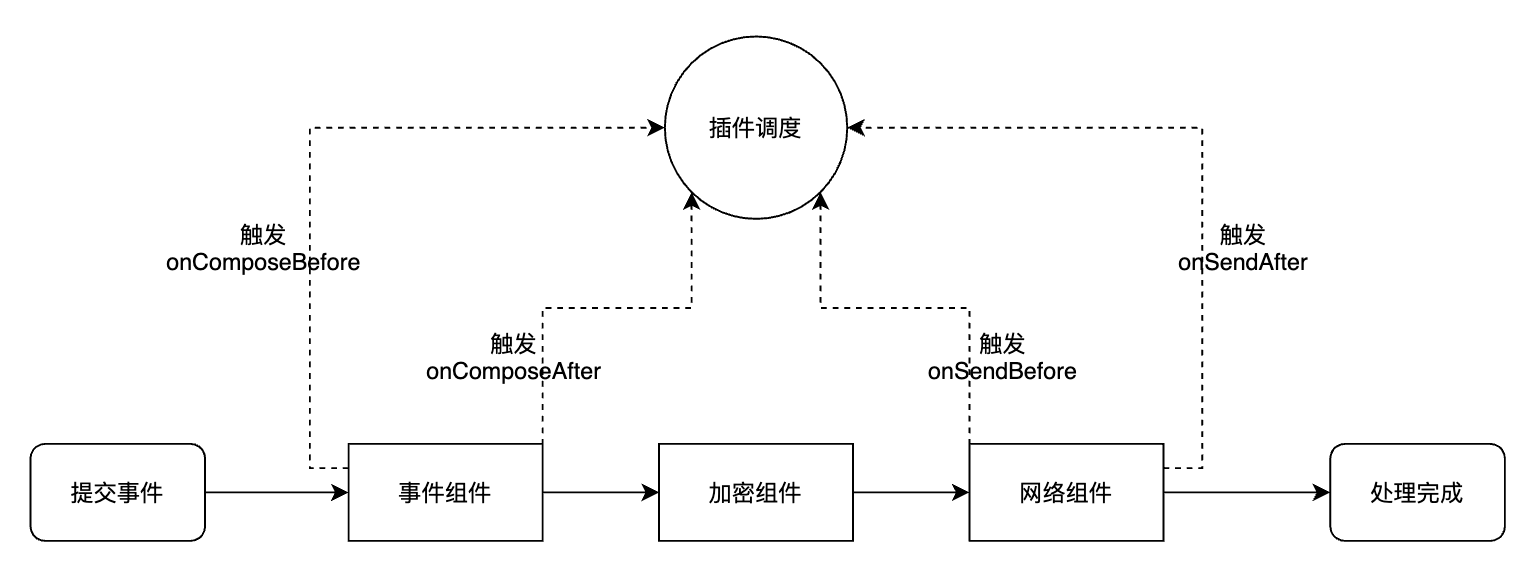 插件调度
触发
onComposeBefore
触发
onSendAfter
触发
onComposeAfter
触发
onSendBefore
提交事件
事件组件
加密组件
网络组件
处理完成